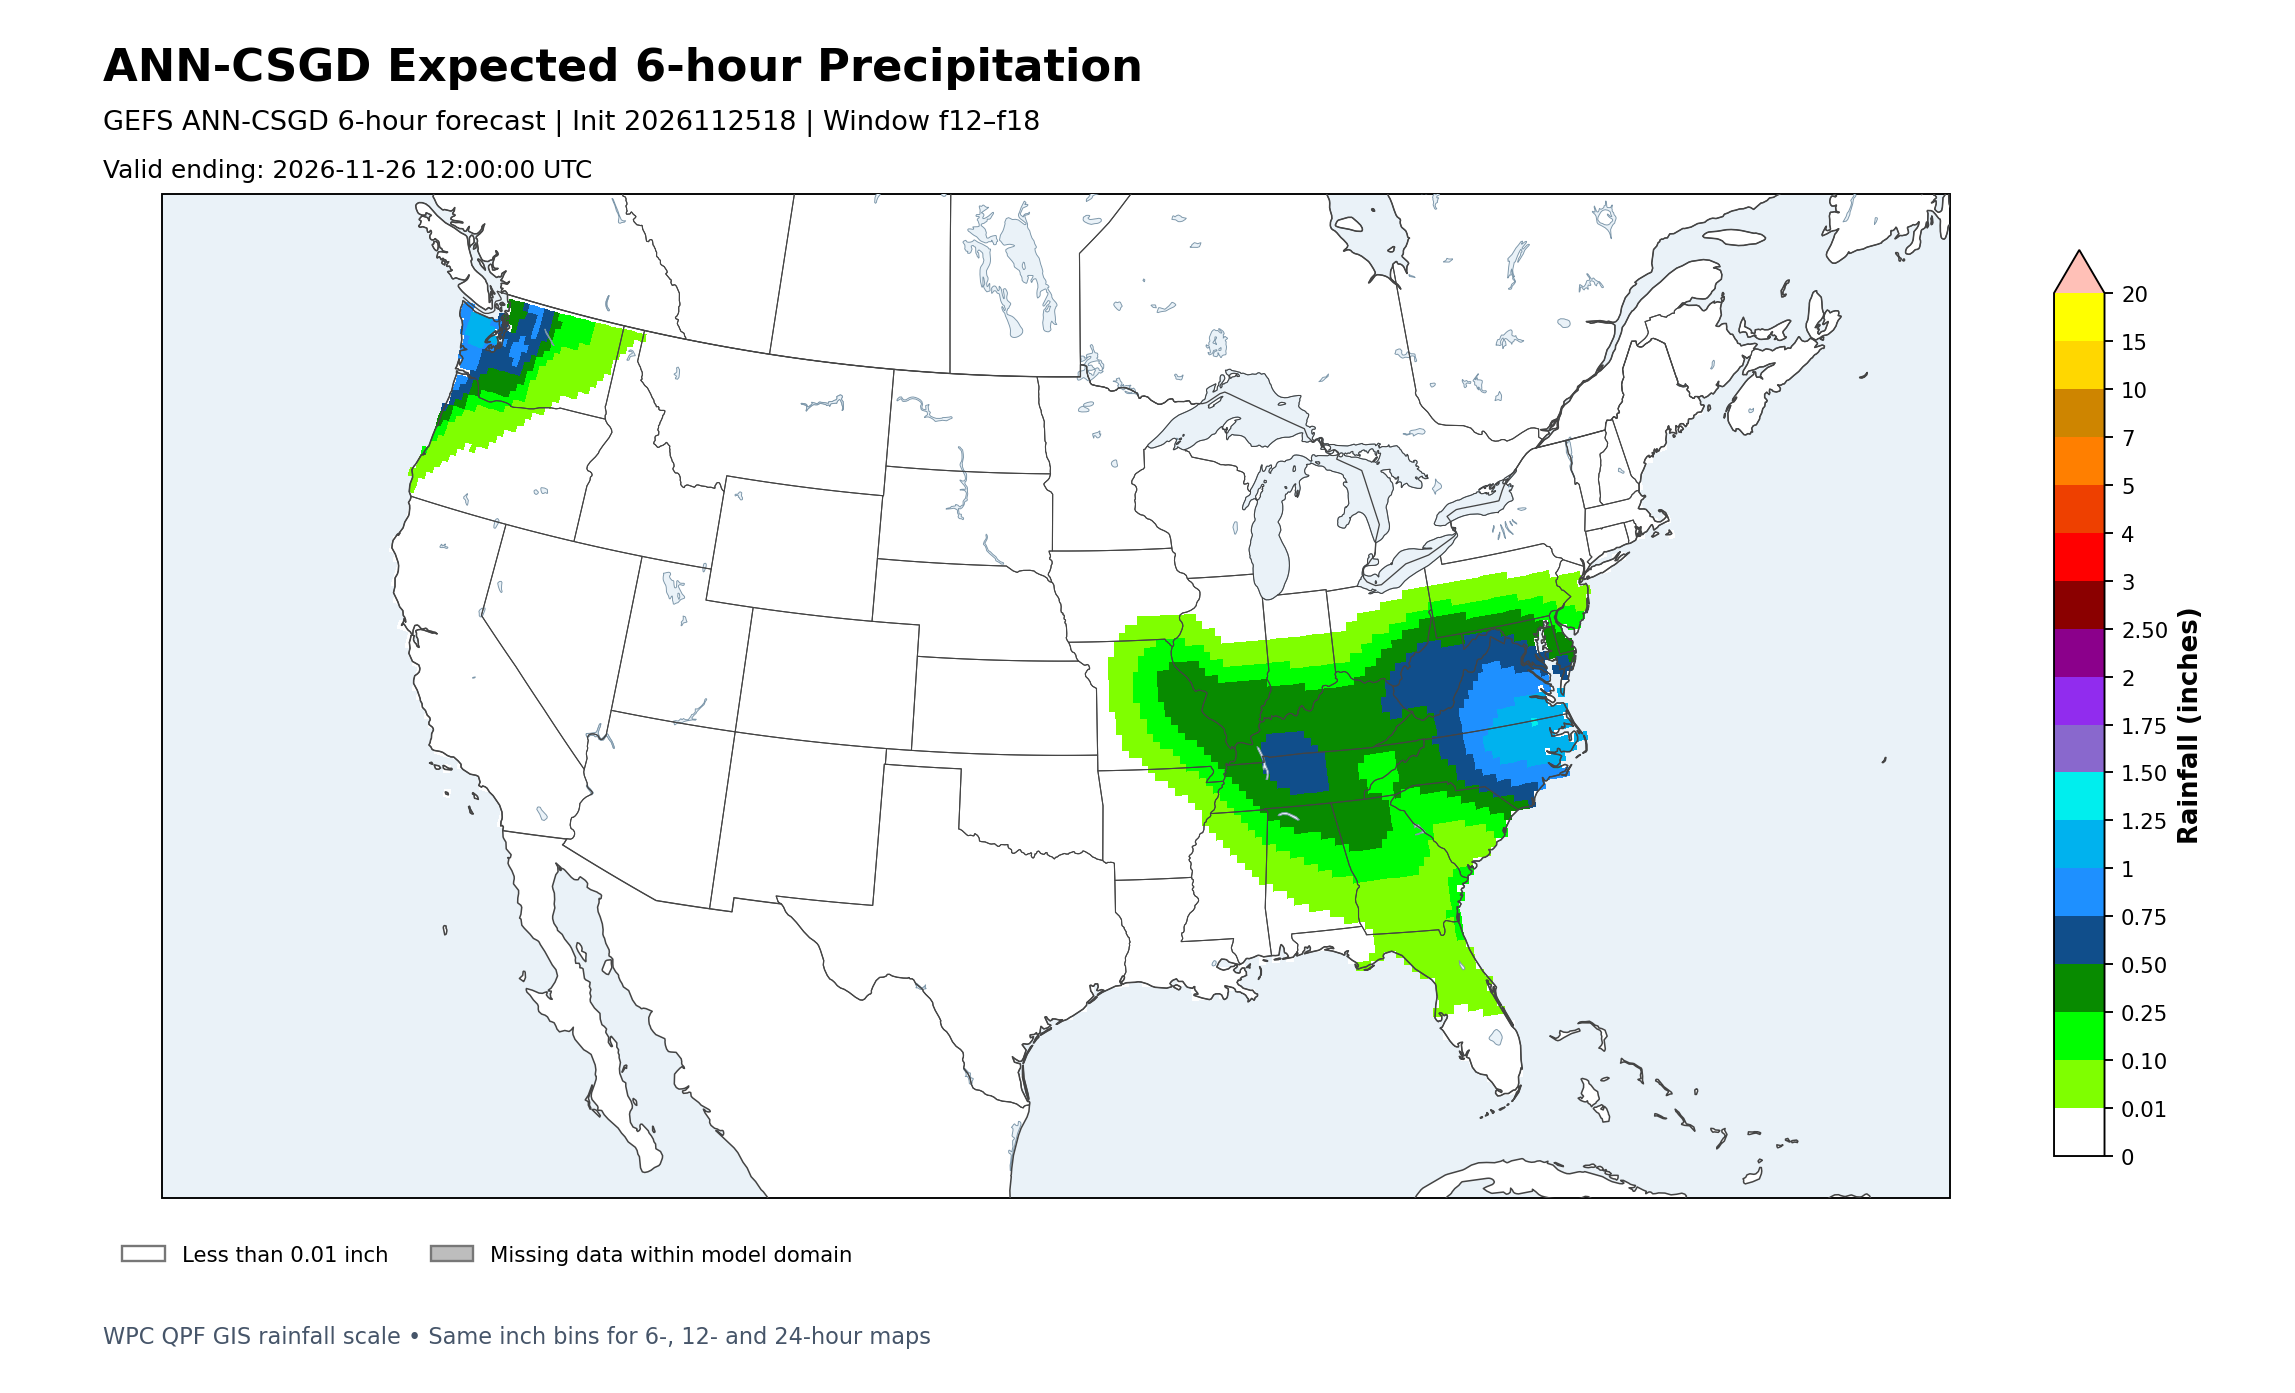 ANN-CSGD Expected 6-hour Precipitation
GEFS ANN-CSGD 6-hour forecast | Init 2026112518 | Window f12–f18
Valid ending: 2026-11-26 12:00:00 UTC
20
15
10
7
5
4
3
2.50
2
1.75
1.50
1.25
1
0.75
0.50
0.25
0.10
0.01
0
Rainfall (inches)
Less than 0.01 inch
Missing data within model domain
WPC QPF GIS rainfall scale • Same inch bins for 6-, 12- and 24-hour maps